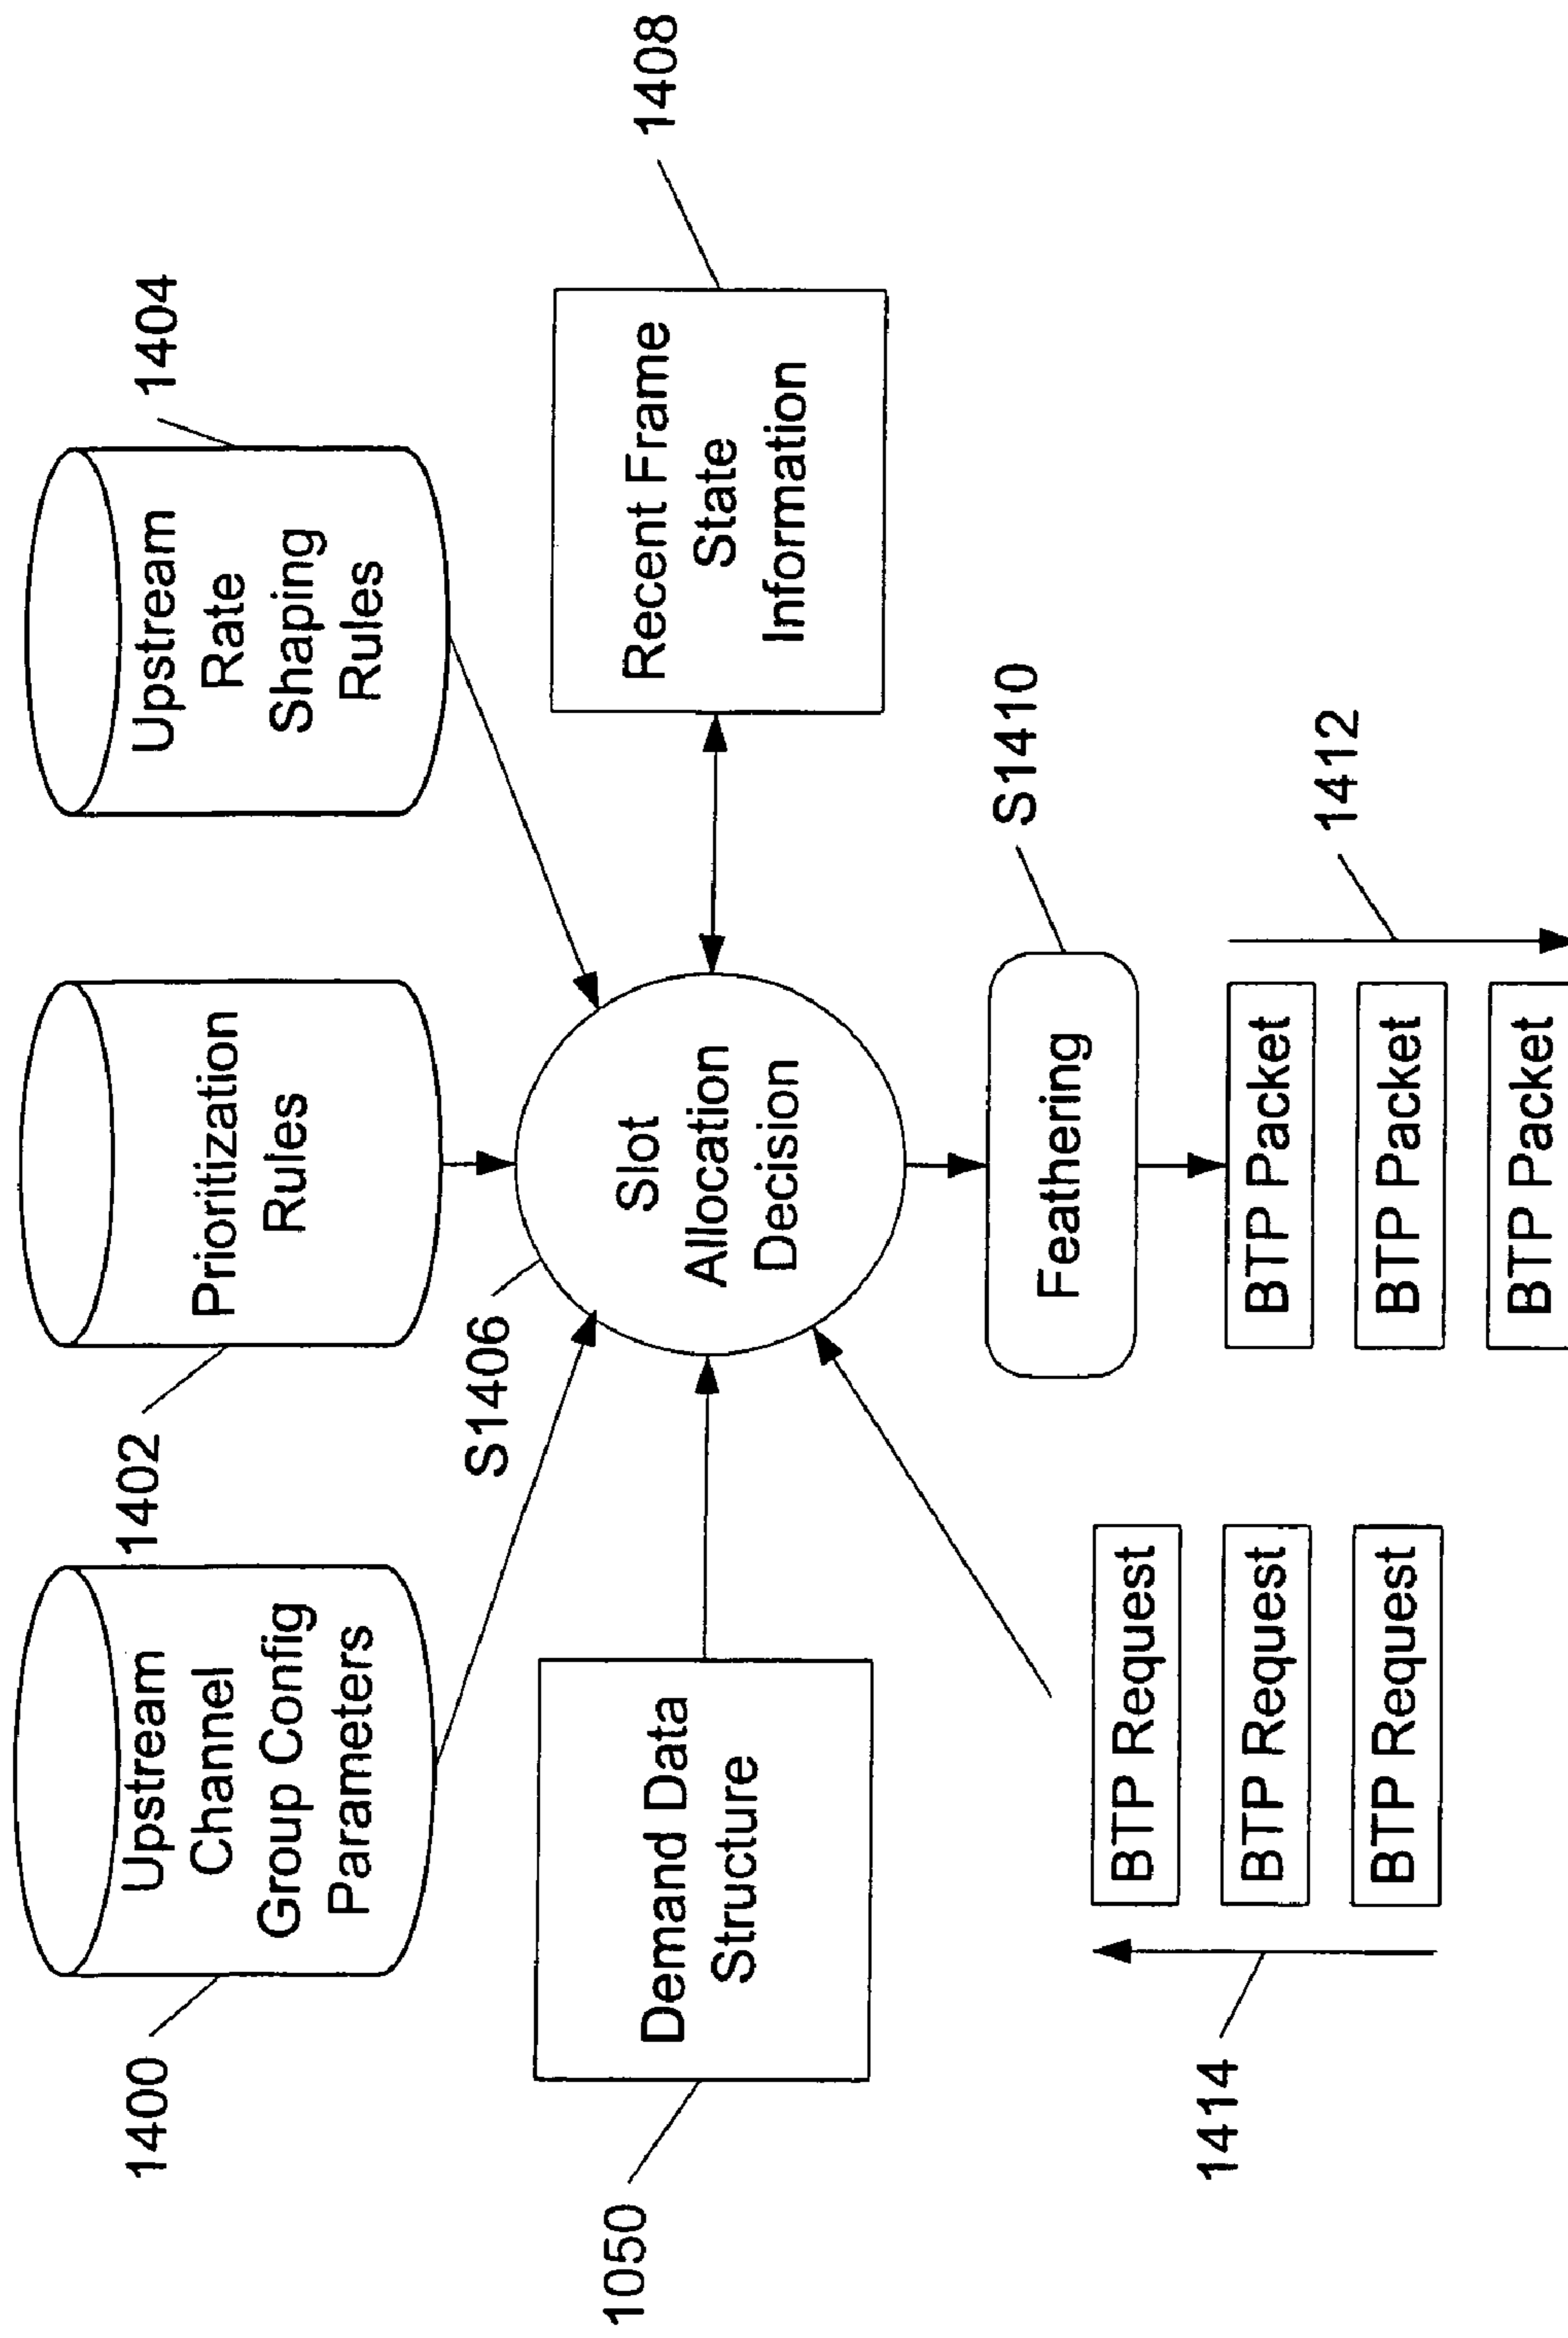 1400
Upstream
Channel
Group Config
Parameters
1402
Prioritization
Rules
1404
Upstream
Rate
Shaping
Rules
1050
Demand Data
Structure
S1406
Slot
Allocation
Decision
1408
Recent Frame
State
Information
S1410
Feathering
1414
BTP Request
BTP Request
BTP Request
1412
BTP Packet
BTP Packet
BTP Packet